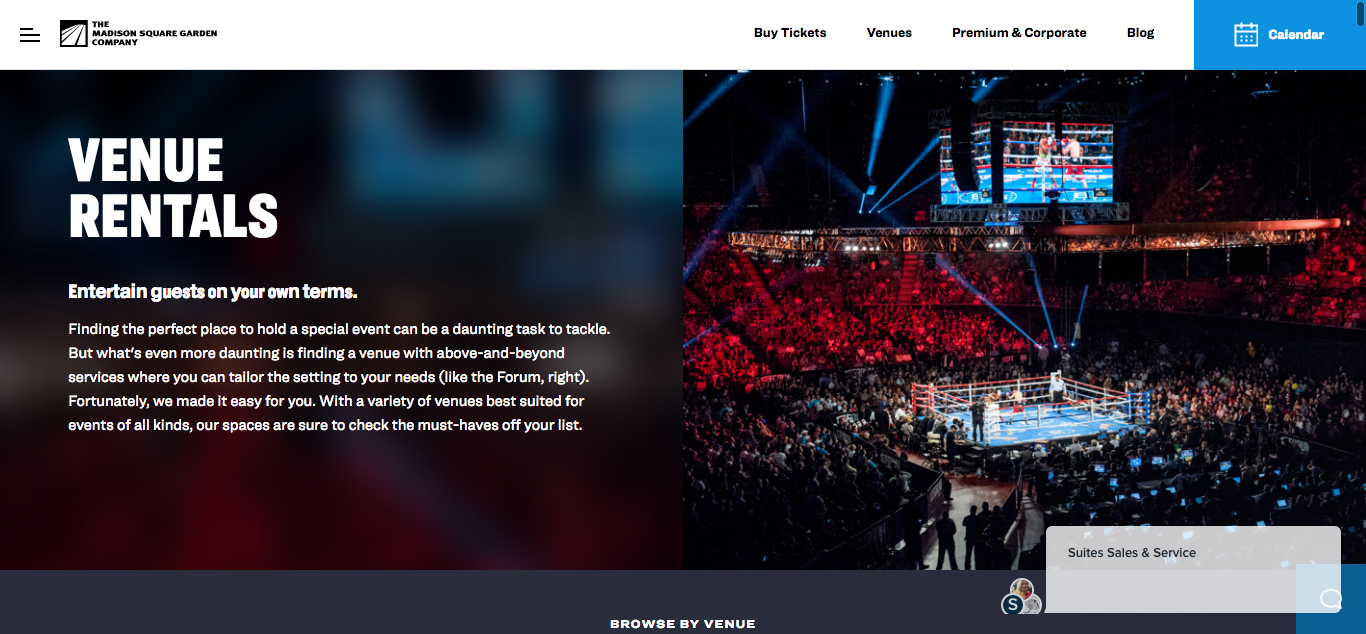 THE
MADISON SQUARE GARDEN
COMPANY
Buy Tickets
Venues
Premium & Corporate
Blog
Calendar
VENUE
RENTALS
Entertain guests on your own terms.
Finding the perfect place to hold a special event can be a daunting task to tackle.
But what's even more daunting is finding a venue with above-and-beyond
services where you can tailor the setting to your needs (like the Forum, right).
Fortunately, we made it easy for you. With a variety of venues best suited for
events of all kinds, our spaces are sure to check the must-haves off your list.
Suites Sales & Service
S
BROWSE BY VENUE